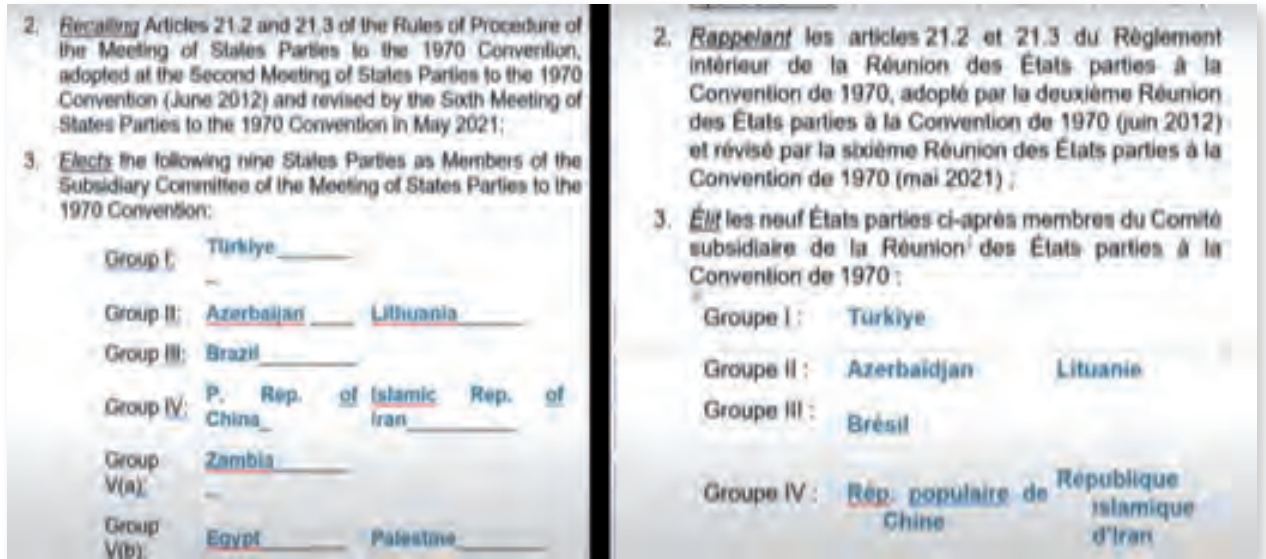 2. Recalling Articles 21.2 and 21.3 of the Rules of Procedure of
the Meeting of States Parties to the 1970 Convention,
adopted at the Second Meeting of States Parties to the 1970
Convention (June 2012) and revised by the Sixth Meeting of
States Parties to the 1970 Convention in May 2021;
3. Elects the following nine States Parties as Members of the
Subsidiary Committee of the Meeting of States Parties to the
1970 Convention:
Group I: Türkiye
Group II: Azerbaijan Lithuania
Group III: Brazil
Group IV: P. Rep. of China Islamic Rep. of Iran
Group V(a): Zambia
Group V(b): Egypt Palestine
2. Rappelant les articles 21.2 et 21.3 du Règlement
intérieur de la Réunion des États parties à la
Convention de 1970, adopté par la deuxième Réunion
des États parties à la Convention de 1970 (juin 2012)
et révisé par la sixième Réunion des États parties à la
Convention de 1970 (mai 2021) ;
3. Élit les neuf États parties ci-après membres du Comité
subsidiaire de la Réunion des États parties à la
Convention de 1970 :
Groupe I : Türkiye
Groupe II : Azerbaïdjan Lituanie
Groupe III : Brésil
Groupe IV : Rép. populaire de Chine République islamique d'Iran